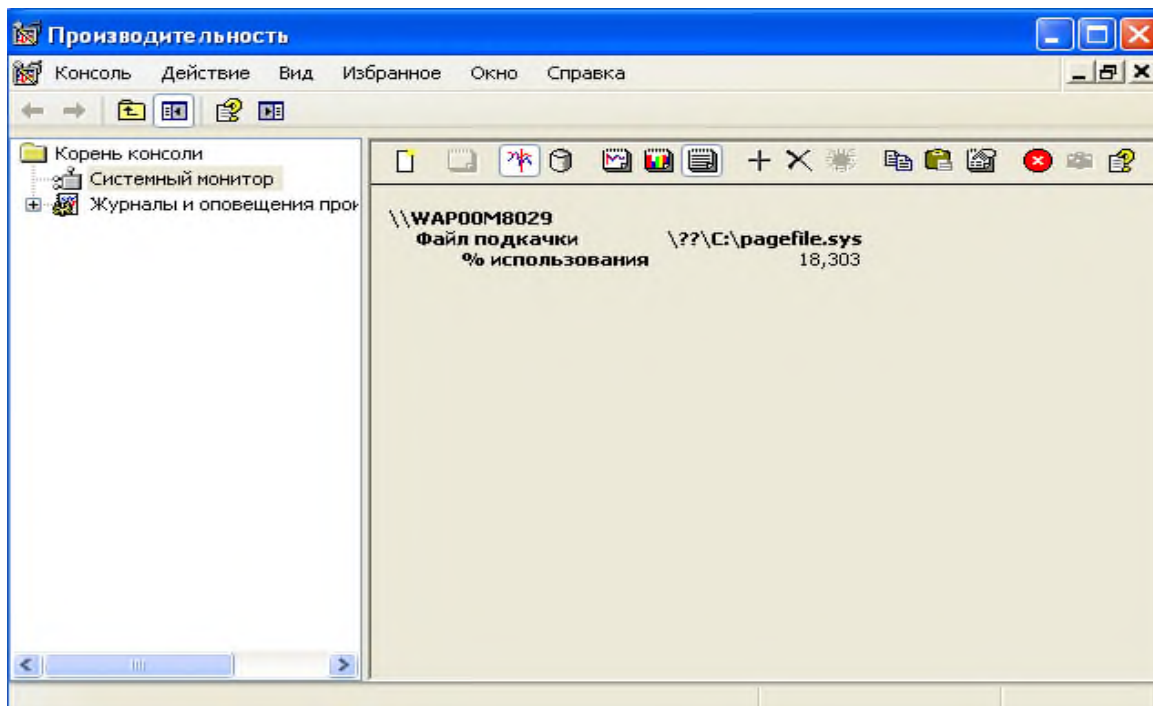 Производительность
Консоль Действие Вид Избранное Окно Справка
Корень консоли
Системный монитор
Журналы и оповещения прои
\\WAP00M8029
Файл подкачки \??\C:\pagefile.sys
% использования 18,303